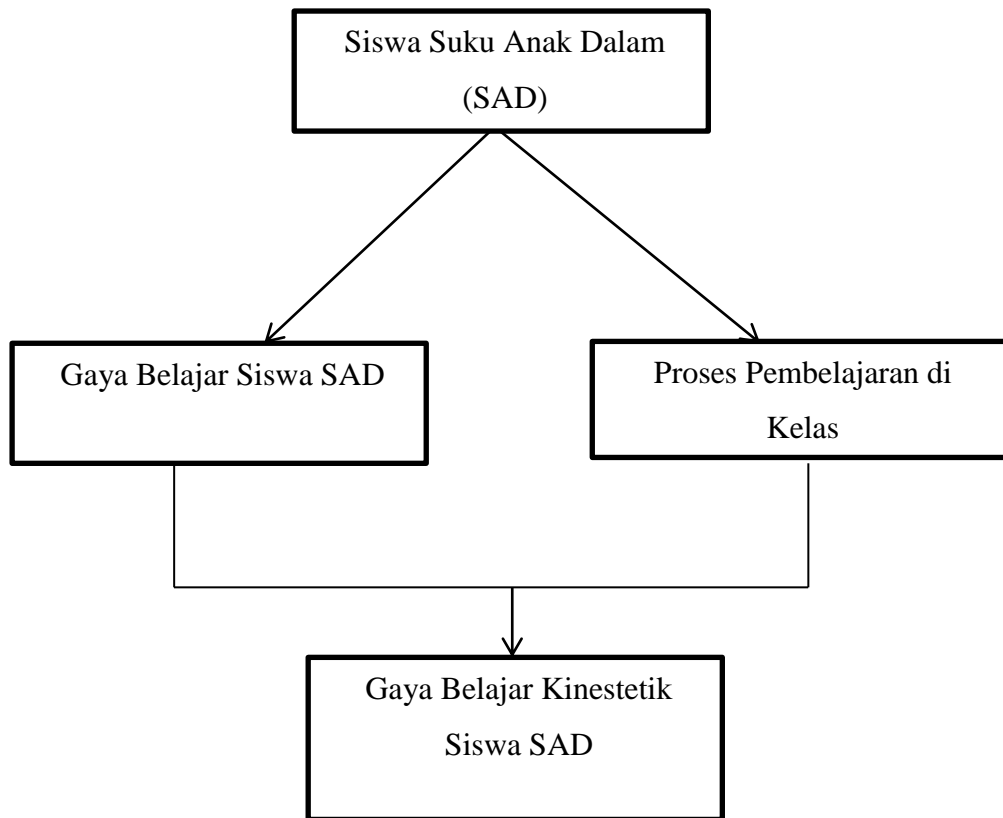 Siswa Suku Anak Dalam
(SAD)
Gaya Belajar Siswa SAD
Proses Pembelajaran di
Kelas
Gaya Belajar Kinestetik
Siswa SAD